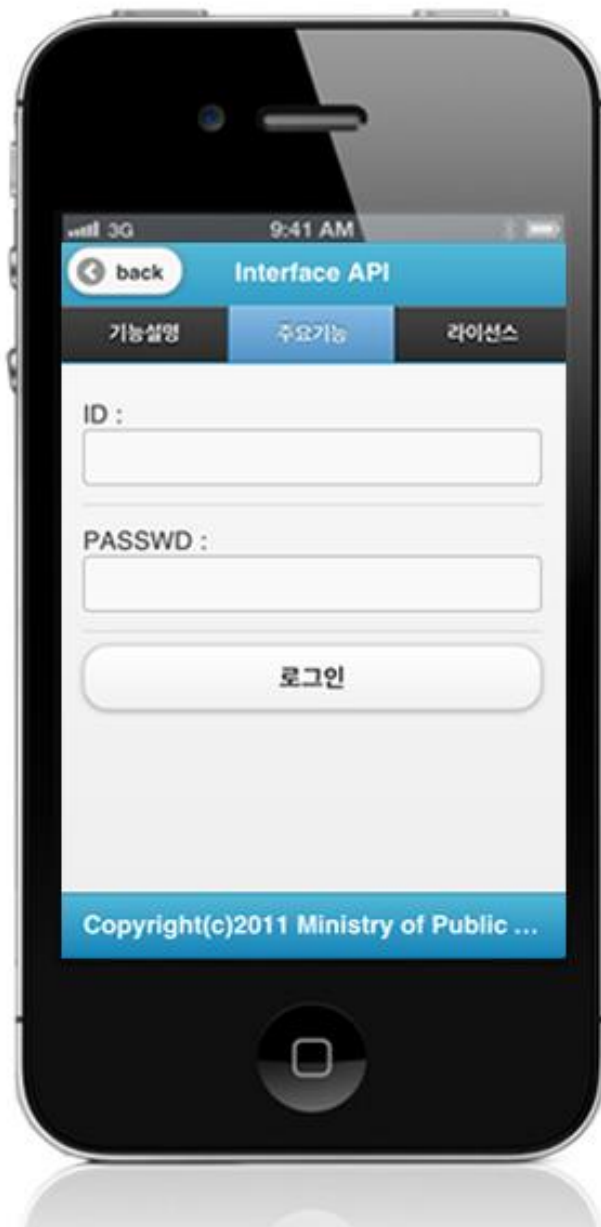 3G 9:41 AM
back Interface API
기능설명 주요기능 라이선스
ID :
PASSWD :
로그인
Copyright(c)2011 Ministry of Public ...